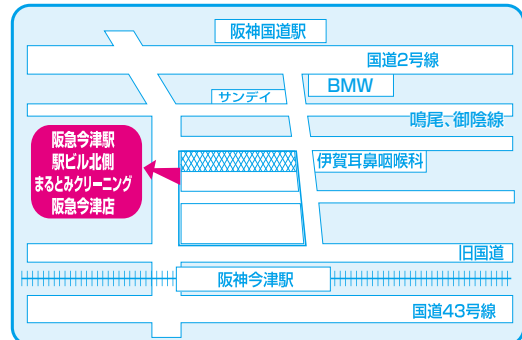 阪神国道駅
国道2号線
BMW
サンデイ
鳴尾、御陰線
阪急今津駅
駅ビル北側
まるとみクリーニング
阪急今津店
伊賀耳鼻咽喉科
旧国道
阪神今津駅
国道43号線